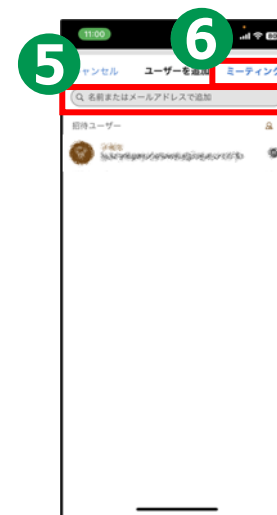 11:00
5
6
ャンセル
ユーザーを追加
ミーティング
名前またはメールアドレスで追加
招待ユーザー